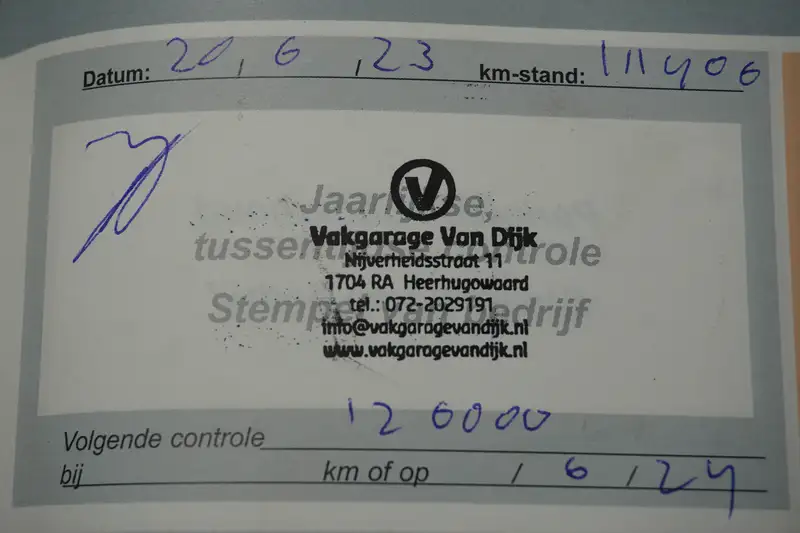 Datum: 20, 6, 23 km-stand: 111406
V
Jaarlijkse,
Vakgarage Van Dijk
tussentijdse controle
Nijverheidsstraat 11
1704 RA Heerhugowaard
tel.: 072-2029191
Stempel van bedrijf
info@vakgaragevandijk.nl
www.vakgaragevandijk.nl
Volgende controle 126000
bij km of op / 6 / 24